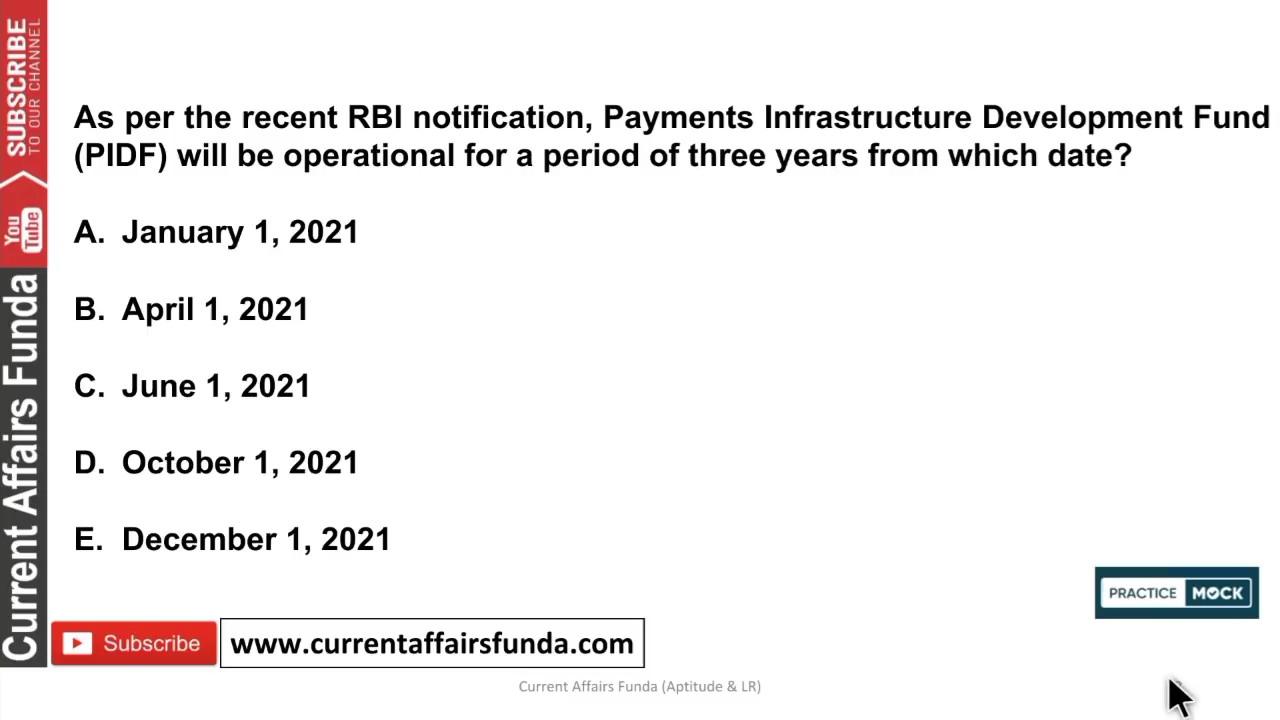 SUBSCRIBE
TO OUR CHANNEL
You
Tube
Current Affairs Funda
As per the recent RBI notification, Payments Infrastructure Development Fund
(PIDF) will be operational for a period of three years from which date?
A. January 1, 2021
B. April 1, 2021
C. June 1, 2021
D. October 1, 2021
E. December 1, 2021
PRACTICE MOCK
Subscribe
www.currentaffairsfunda.com
Current Affairs Funda (Aptitude & LR)